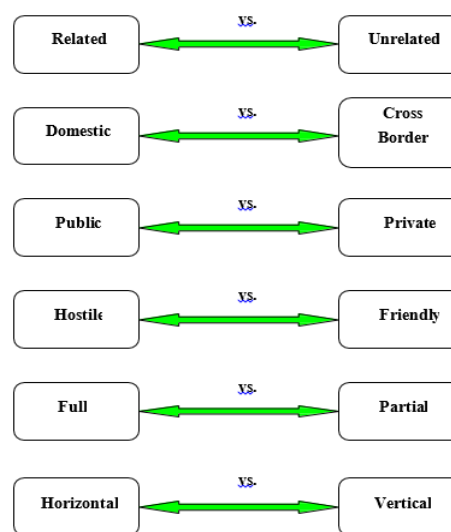 vs.
Related Unrelated
vs.
Domestic Cross
Border
vs.
Public Private
vs.
Hostile Friendly
vs.
Full Partial
vs.
Horizontal Vertical